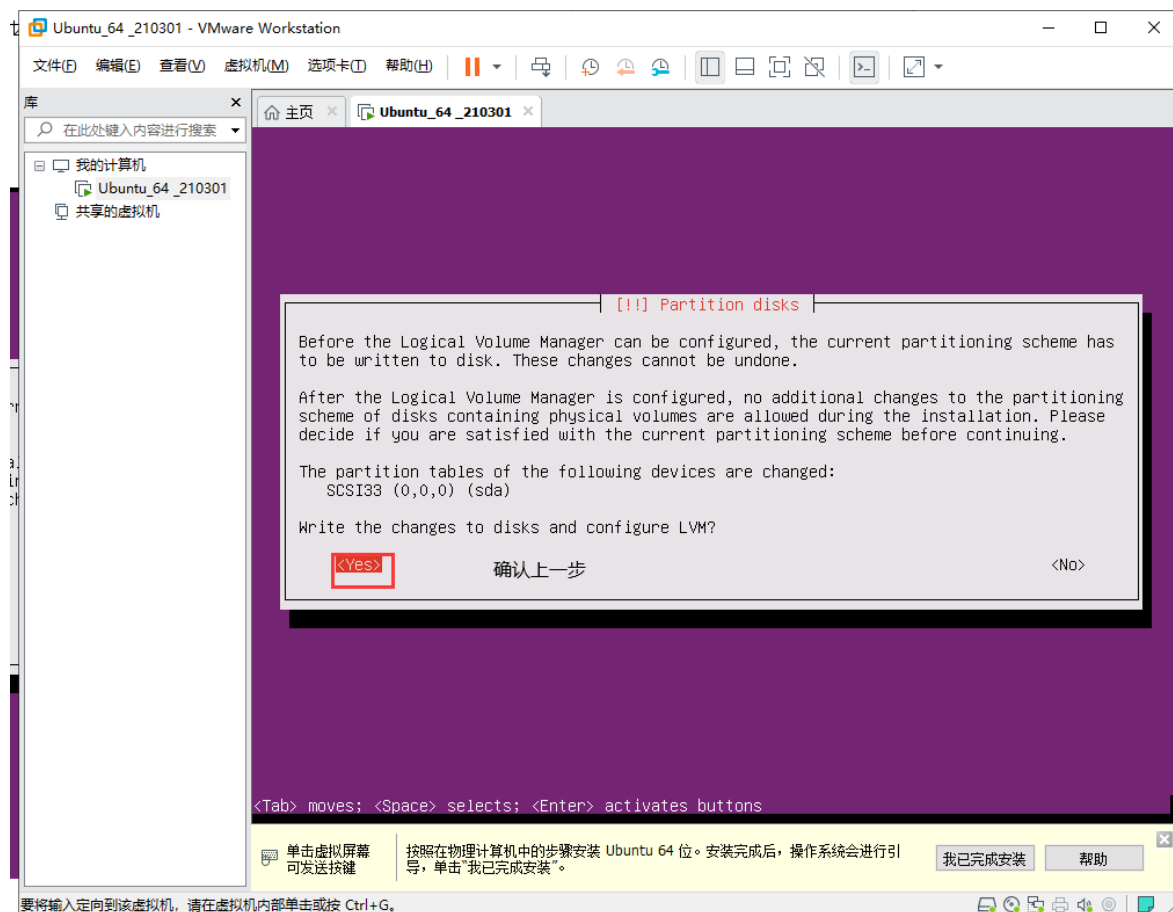 Ubuntu_64 _210301 - VMware Workstation
文件(F) 编辑(E) 查看(V) 虚拟机(M) 选项卡(T) 帮助(H)
库
主页
Ubuntu_64 _210301
在此处键入内容进行搜索
我的计算机
Ubuntu_64 _210301
共享的虚拟机
[!!] Partition disks
Before the Logical Volume Manager can be configured, the current partitioning scheme has
to be written to disk. These changes cannot be undone.
After the Logical Volume Manager is configured, no additional changes to the partitioning
scheme of disks containing physical volumes are allowed during the installation. Please
decide if you are satisfied with the current partitioning scheme before continuing.
The partition tables of the following devices are changed:
SCSI33 (0,0,0) (sda)
Write the changes to disks and configure LVM?
<Yes> 确认上一步 <No>
<Tab> moves; <Space> selects; <Enter> activates buttons
单击虚拟屏幕
可发送按键
按照在物理计算机中的步骤安装 Ubuntu 64 位。安装完成后，操作系统会进行引
导，单击“我已完成安装”。
我已完成安装
帮助
要将输入定向到该虚拟机，请在虚拟机内部单击或按 Ctrl+G。